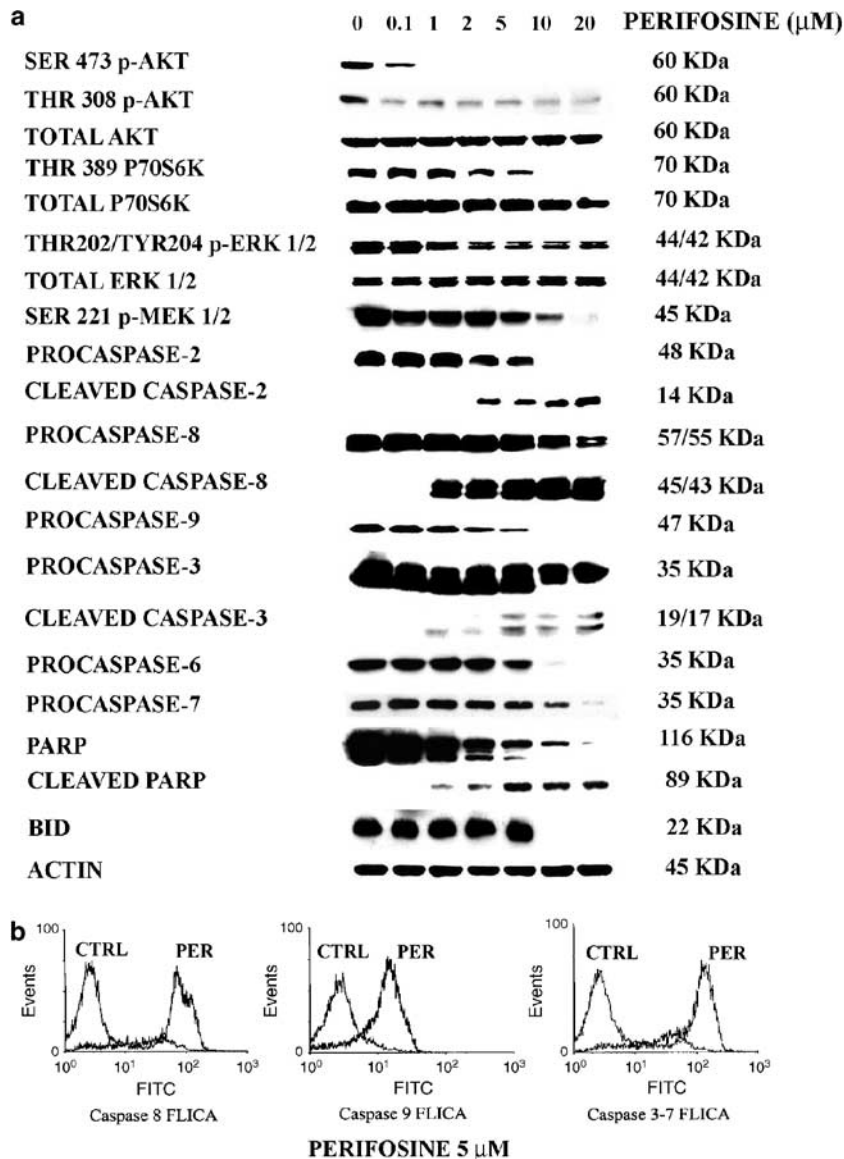 a
0 0.1 1 2 5 10 20 PERIFOSINE (μM)
SER 473 p-AKT 60 KDa
THR 308 p-AKT 60 KDa
TOTAL AKT 60 KDa
THR 389 P70S6K 70 KDa
TOTAL P70S6K 70 KDa
THR202/TYR204 p-ERK 1/2 44/42 KDa
TOTAL ERK 1/2 44/42 KDa
SER 221 p-MEK 1/2 45 KDa
PROCASPASE-2 48 KDa
CLEAVED CASPASE-2 14 KDa
PROCASPASE-8 57/55 KDa
CLEAVED CASPASE-8 45/43 KDa
PROCASPASE-9 47 KDa
PROCASPASE-3 35 KDa
CLEAVED CASPASE-3 19/17 KDa
PROCASPASE-6 35 KDa
PROCASPASE-7 35 KDa
PARP 116 KDa
CLEAVED PARP 89 KDa
BID 22 KDa
ACTIN 45 KDa
b
100 CTRL PER 100 CTRL PER 100 CTRL PER
Events Events Events
0 0 0
10⁰ 10¹ 10² 10³ 10⁰ 10¹ 10² 10³ 10⁰ 10¹ 10² 10³
FITC FITC FITC
Caspase 8 FLICA Caspase 9 FLICA Caspase 3-7 FLICA
PERIFOSINE 5 μM